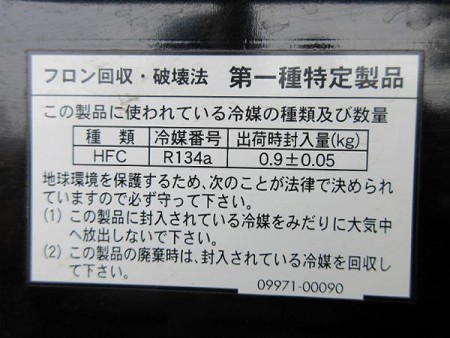 フロン回収・破壊法 第一種特定製品
この製品に使われている冷媒の種類及び数量
種類 冷媒番号 出荷時封入量(kg)
HFC R134a 0.9±0.05
地球環境を保護するため、次のことが法律で決められ
ていますので必ず守って下さい。
(1) この製品に封入されている冷媒をみだりに大気中
へ放出しないで下さい。
(2) この製品の廃棄時は、封入されている冷媒を回収し
て下さい。
09971-00090